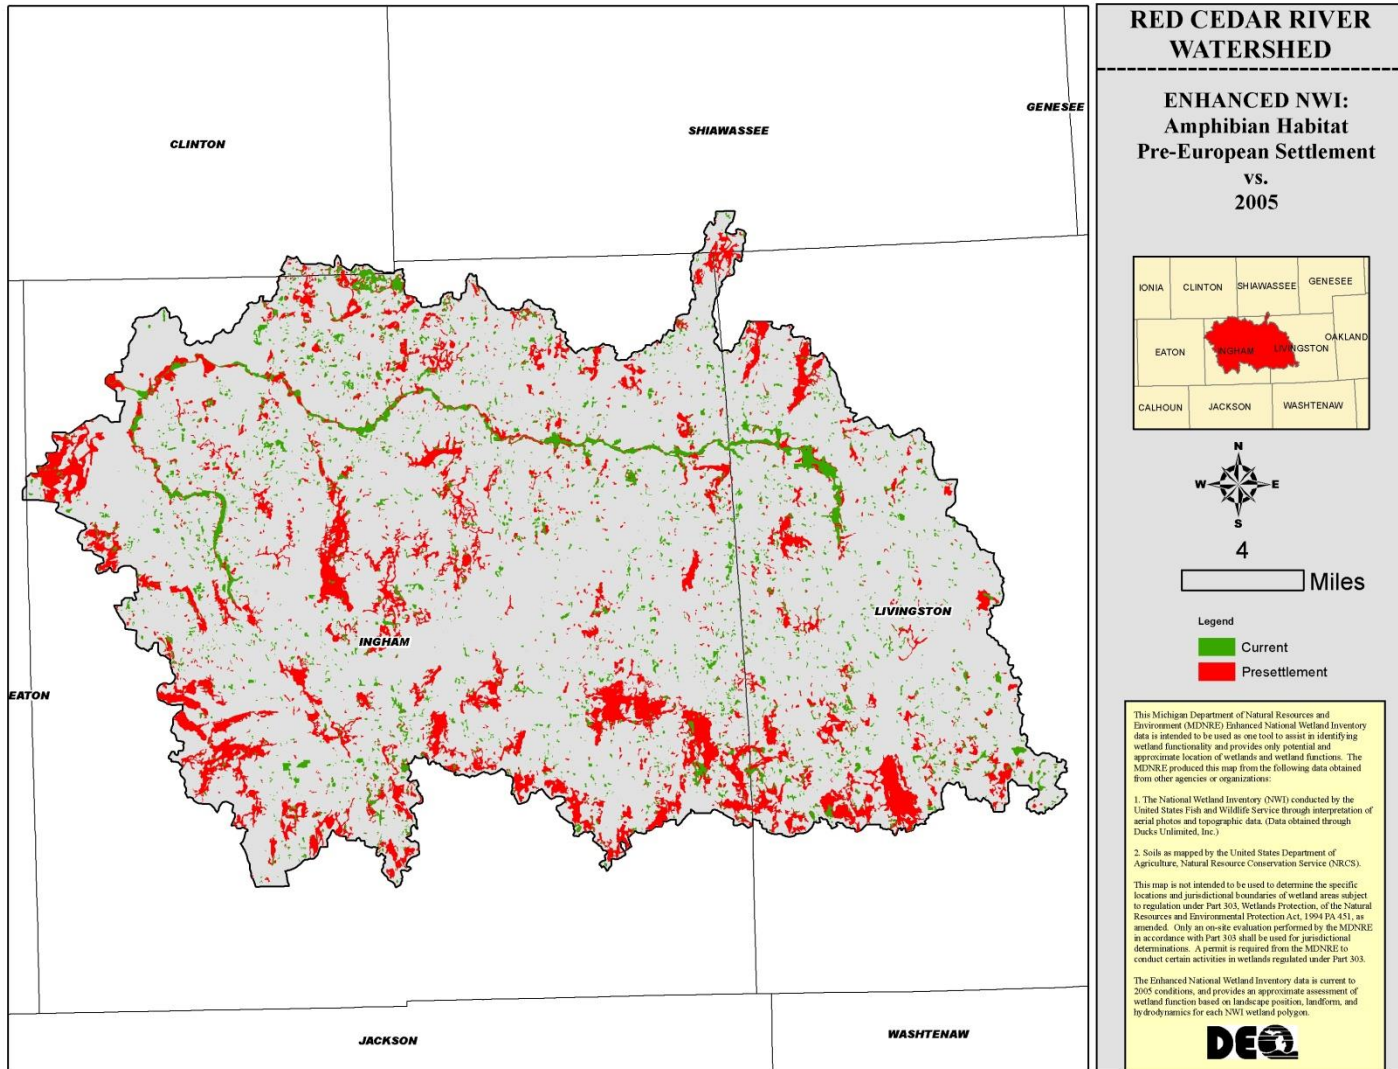 RED CEDAR RIVER
WATERSHED
ENHANCED NWI:
Amphibian Habitat
Pre-European Settlement
vs.
2005
GENESEE
SHIAWASSEE
CLINTON
LIVINGSTON
INGHAM
EATON
JACKSON
WASHTENAW
IONIA
CLINTON
SHIAWASSEE
GENESEE
OAKLAND
EATON
INGHAM
LIVINGSTON
CALHOUN
JACKSON
WASHTENAW
N
W
E
S
4
Miles
Legend
Current
Presettlement
This Michigan Department of Natural Resources and
Environment (MDNRE) Enhanced National Wetland Inventory
data is intended to be used as one tool to assist in identifying
wetland functionality and provides only potential and
approximate location of wetlands and wetland functions. The
MDNRE produced this map from the following data obtained
from other agencies or organizations:
1. The National Wetland Inventory (NWI) conducted by the
United States Fish and Wildlife Service through interpretation of
aerial photos and topographic data. (Data obtained through
Ducks Unlimited, Inc.)
2. Soils as mapped by the United States Department of
Agriculture, Natural Resource Conservation Service (NRCS).
This map is not intended to be used to determine the specific
locations and jurisdictional boundaries of wetland areas subject
to regulation under Part 303, Wetlands Protection, of the Natural
Resources and Environmental Protection Act, 1994 PA 451, as
amended. Only an on-site evaluation performed by the MDNRE
in accordance with Part 303 shall be used for jurisdictional
determinations. A permit is required from the MDNRE to
conduct certain activities in wetlands regulated under Part 303.
The Enhanced National Wetland Inventory data is current to
2005 conditions, and provides an approximate assessment of
wetland function based on landscape position, landform, and
hydrodynamics for each NWI wetland polygon.
DEQ